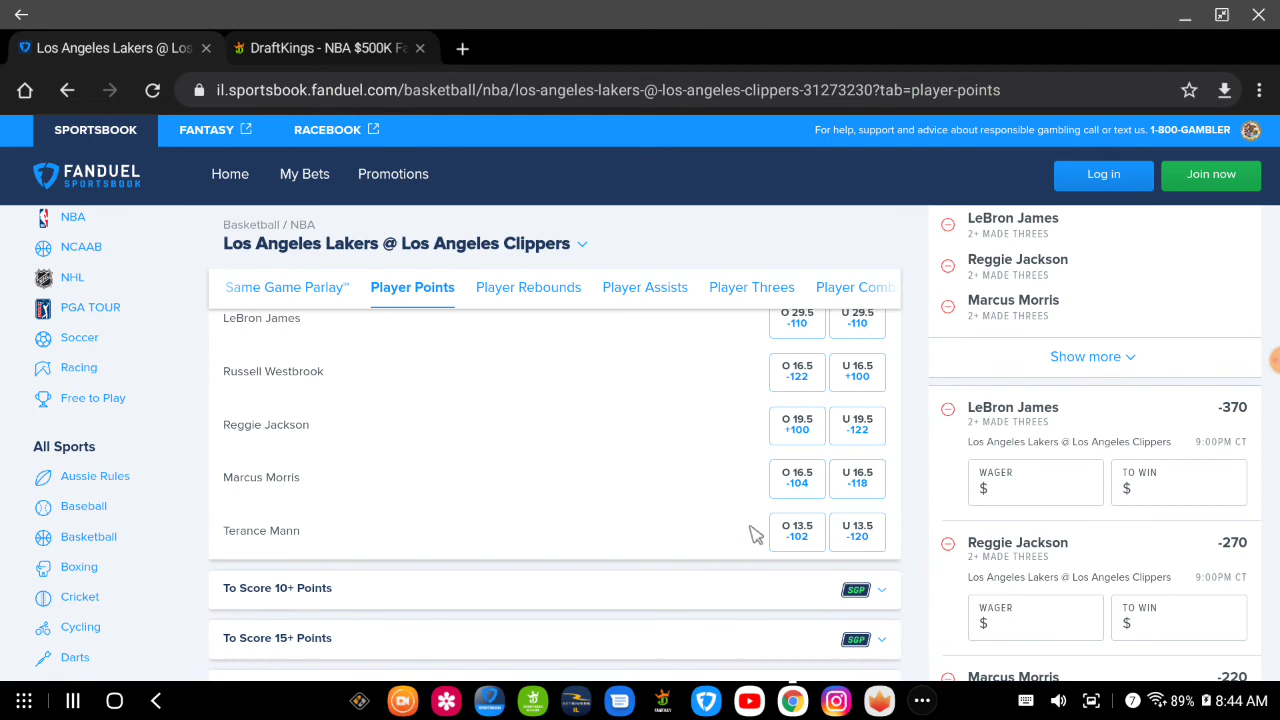 Los Angeles Lakers @ Los
DraftKings - NBA $500K Fa
il.sportsbook.fanduel.com/basketball/nba/los-angeles-lakers-@-los-angeles-clippers-31273230?tab=player-points
SPORTSBOOK
FANTASY
RACEBOOK
For help, support and advice about responsible gambling call or text us. 1-800-GAMBLER
FANDUEL
SPORTSBOOK
Home
My Bets
Promotions
Log in
Join now
NBA
NCAAB
NHL
PGA TOUR
Soccer
Racing
Free to Play
All Sports
Aussie Rules
Baseball
Basketball
Boxing
Cricket
Cycling
Darts
Basketball / NBA
Los Angeles Lakers @ Los Angeles Clippers
Same Game Parlay™
Player Points
Player Rebounds
Player Assists
Player Threes
Player Comb
LeBron James
O 29.5
-110
U 29.5
-110
Russell Westbrook
O 16.5
-122
U 16.5
+100
Reggie Jackson
O 19.5
+100
U 19.5
-122
Marcus Morris
O 16.5
-104
U 16.5
-118
Terance Mann
O 13.5
-102
U 13.5
-120
To Score 10+ Points
SGP
To Score 15+ Points
SGP
LeBron James
2+ MADE THREES
Reggie Jackson
2+ MADE THREES
Marcus Morris
2+ MADE THREES
Show more
LeBron James -370
2+ MADE THREES
Los Angeles Lakers @ Los Angeles Clippers 9:00PM CT
WAGER
$
TO WIN
$
Reggie Jackson -270
2+ MADE THREES
Los Angeles Lakers @ Los Angeles Clippers 9:00PM CT
WAGER
$
TO WIN
$
Marcus Morris -220
7
89%
8:44 AM